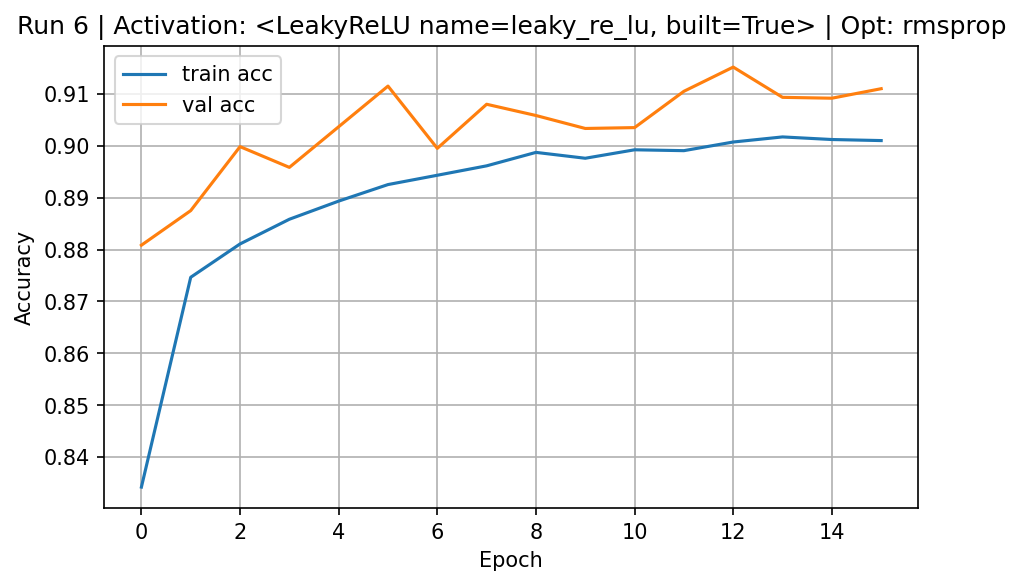 Run 6 | Activation: <LeakyReLU name=leaky_re_lu, built=True> | Opt: rmsprop
train acc
val acc
0.91
0.90
0.89
0.88
0.87
0.86
0.85
0.84
Accuracy
0 2 4 6 8 10 12 14
Epoch